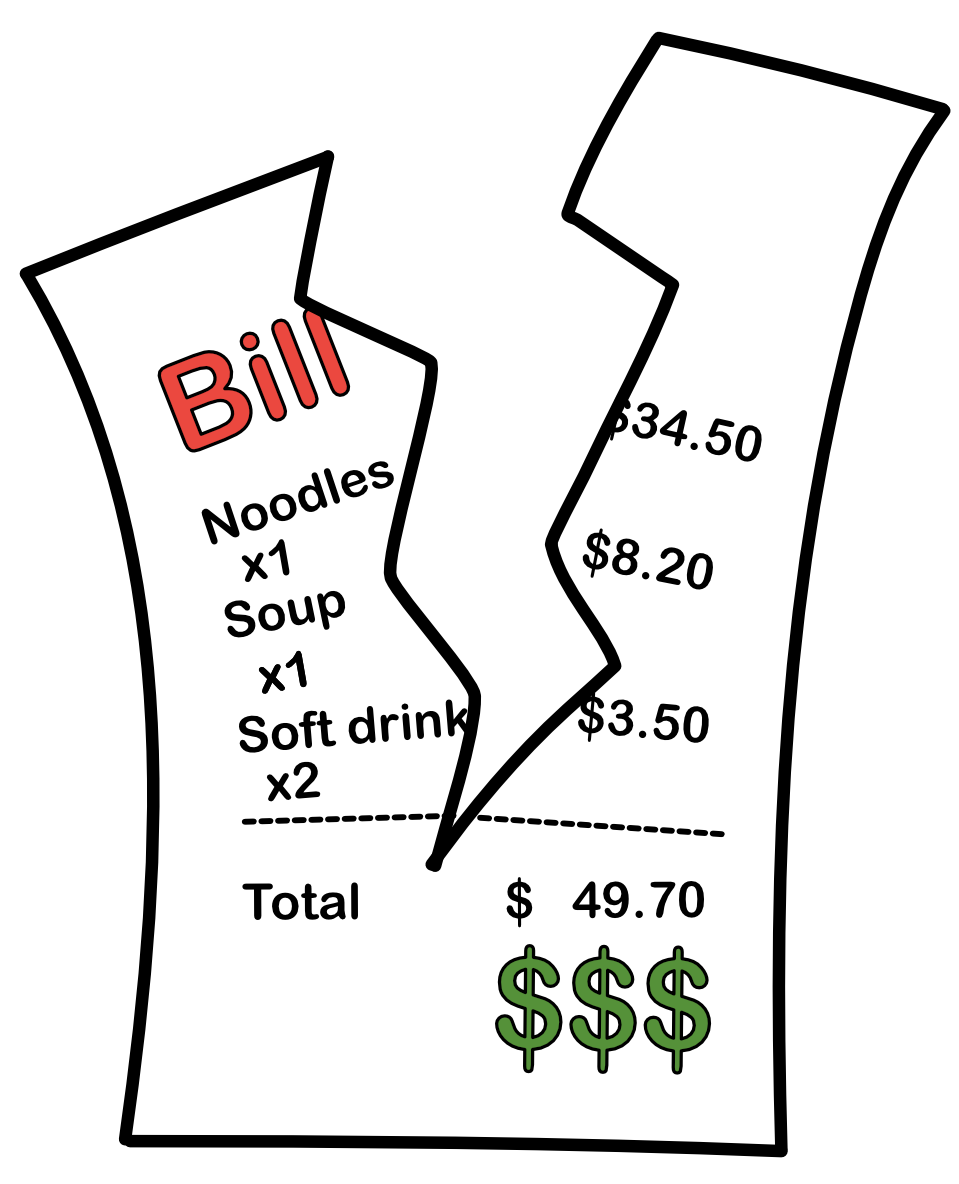 Bill
Noodles $34.50
x1
Soup $8.20
x1
Soft drink $3.50
x2
Total $ 49.70
$$$